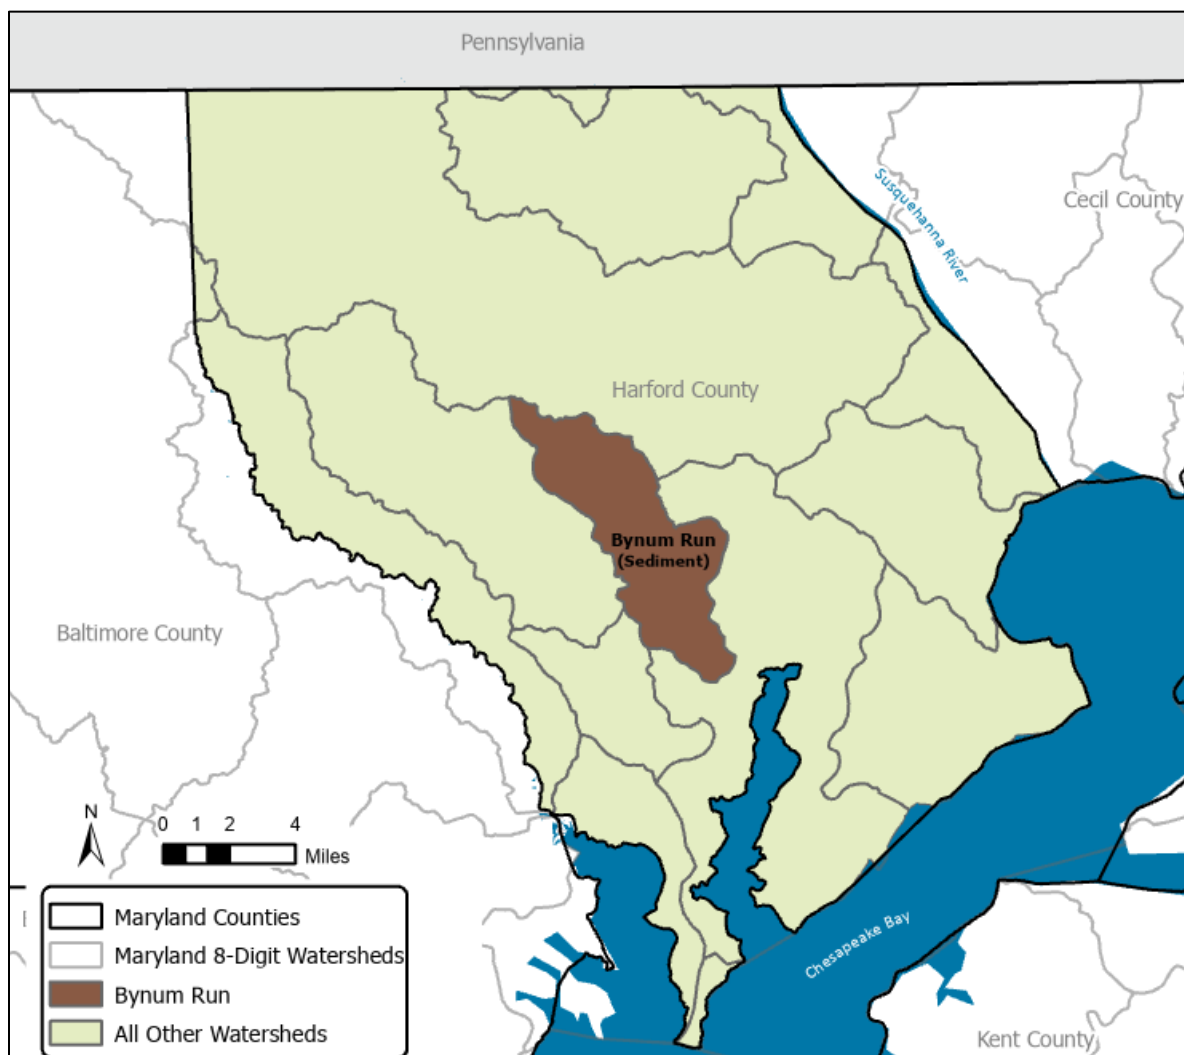 Pennsylvania
Susquehanna River
Cecil County
Harford County
Bynum Run
(Sediment)
Baltimore County
N
0 1 2 4
Miles
Chesapeake Bay
Maryland Counties
Maryland 8-Digit Watersheds
Bynum Run
All Other Watersheds
Kent County